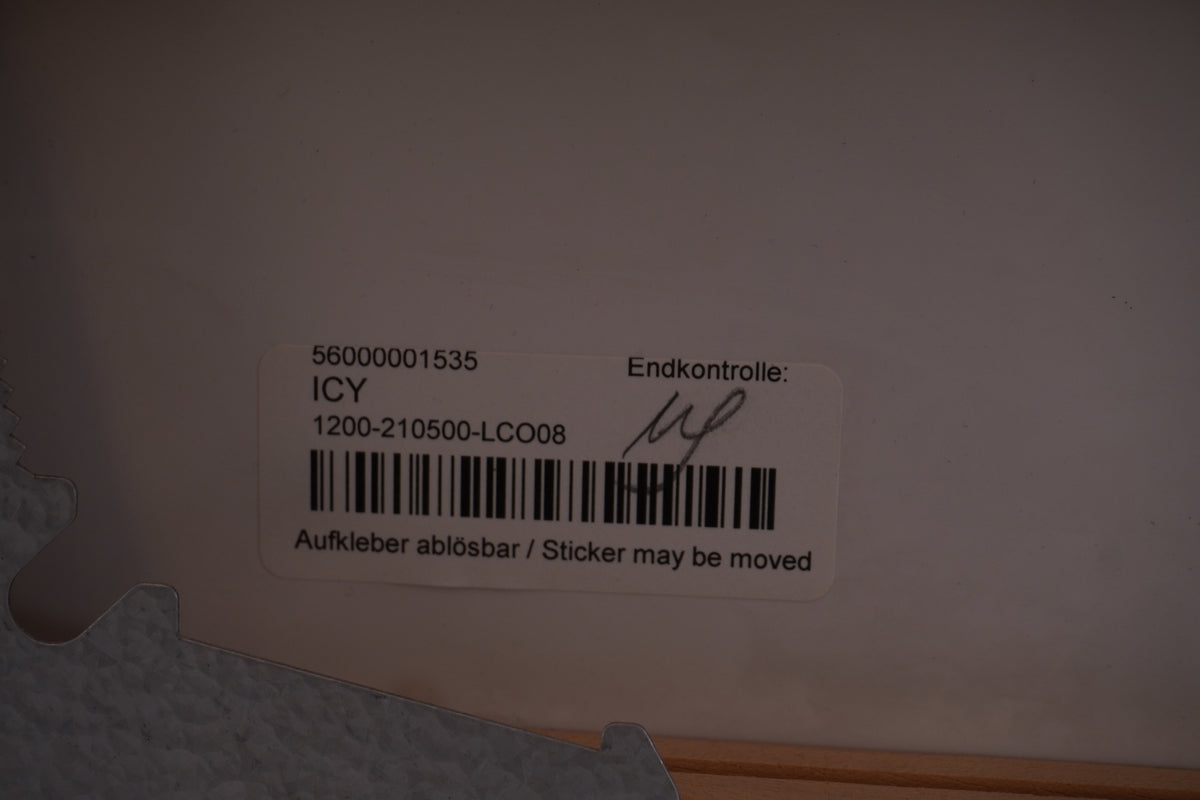 56000001535
Endkontrolle:
ICY
1200-210500-LCO08
Aufkleber ablösbar / Sticker may be moved